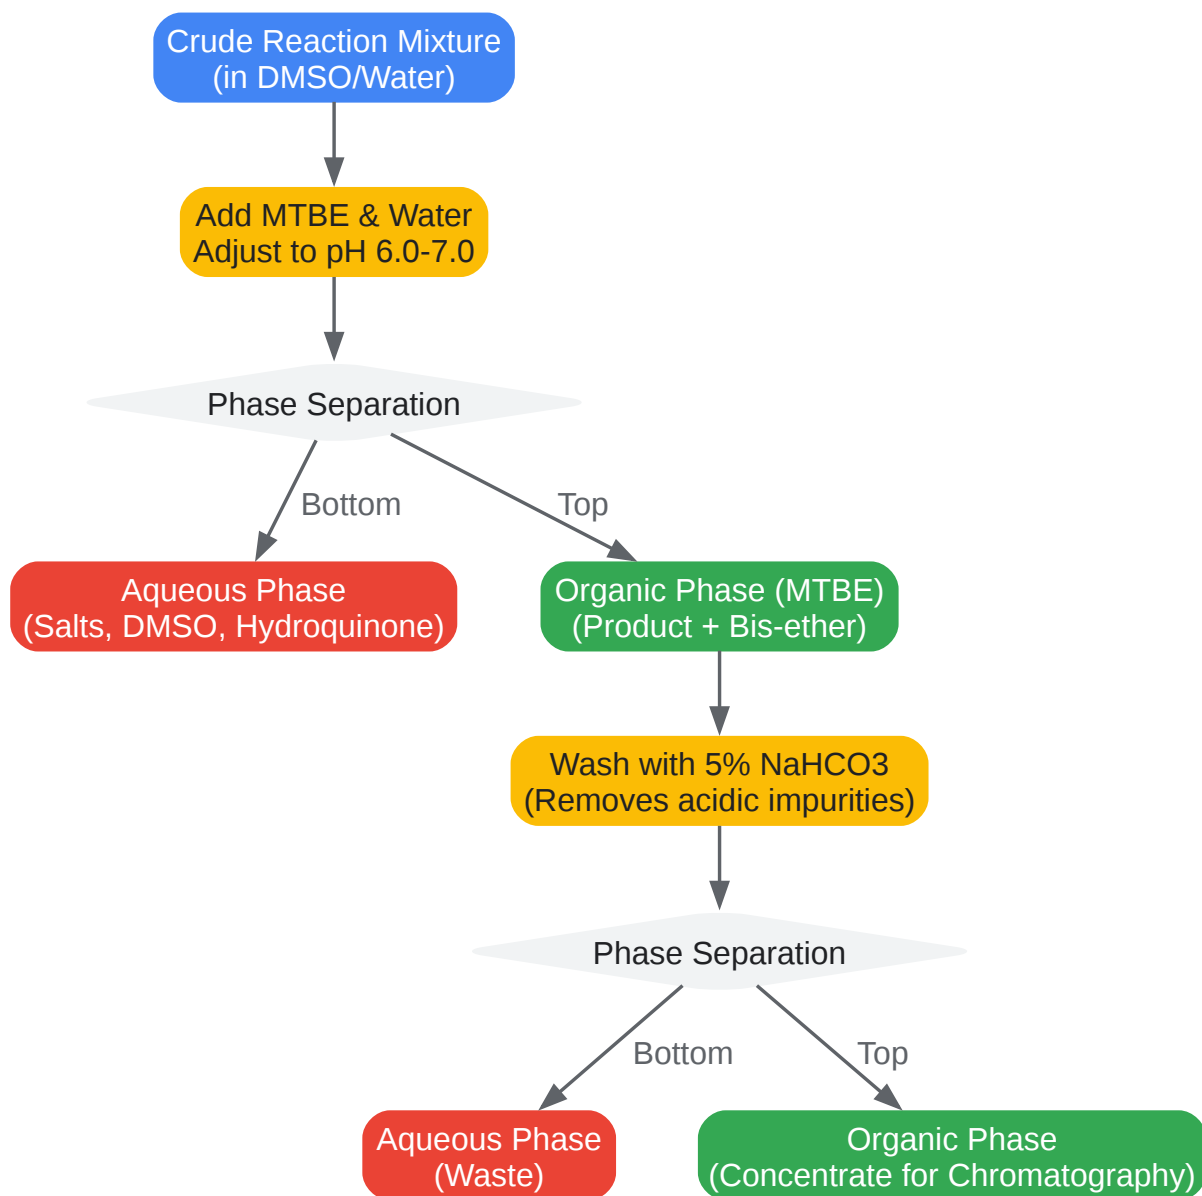 Crude Reaction Mixture
(in DMSO/Water)
Add MTBE & Water
Adjust to pH 6.0-7.0
Phase Separation
Bottom
Top
Aqueous Phase
(Salts, DMSO, Hydroquinone)
Organic Phase (MTBE)
(Product + Bis-ether)
Wash with 5% NaHCO3
(Removes acidic impurities)
Phase Separation
Bottom
Top
Aqueous Phase
(Waste)
Organic Phase
(Concentrate for Chromatography)